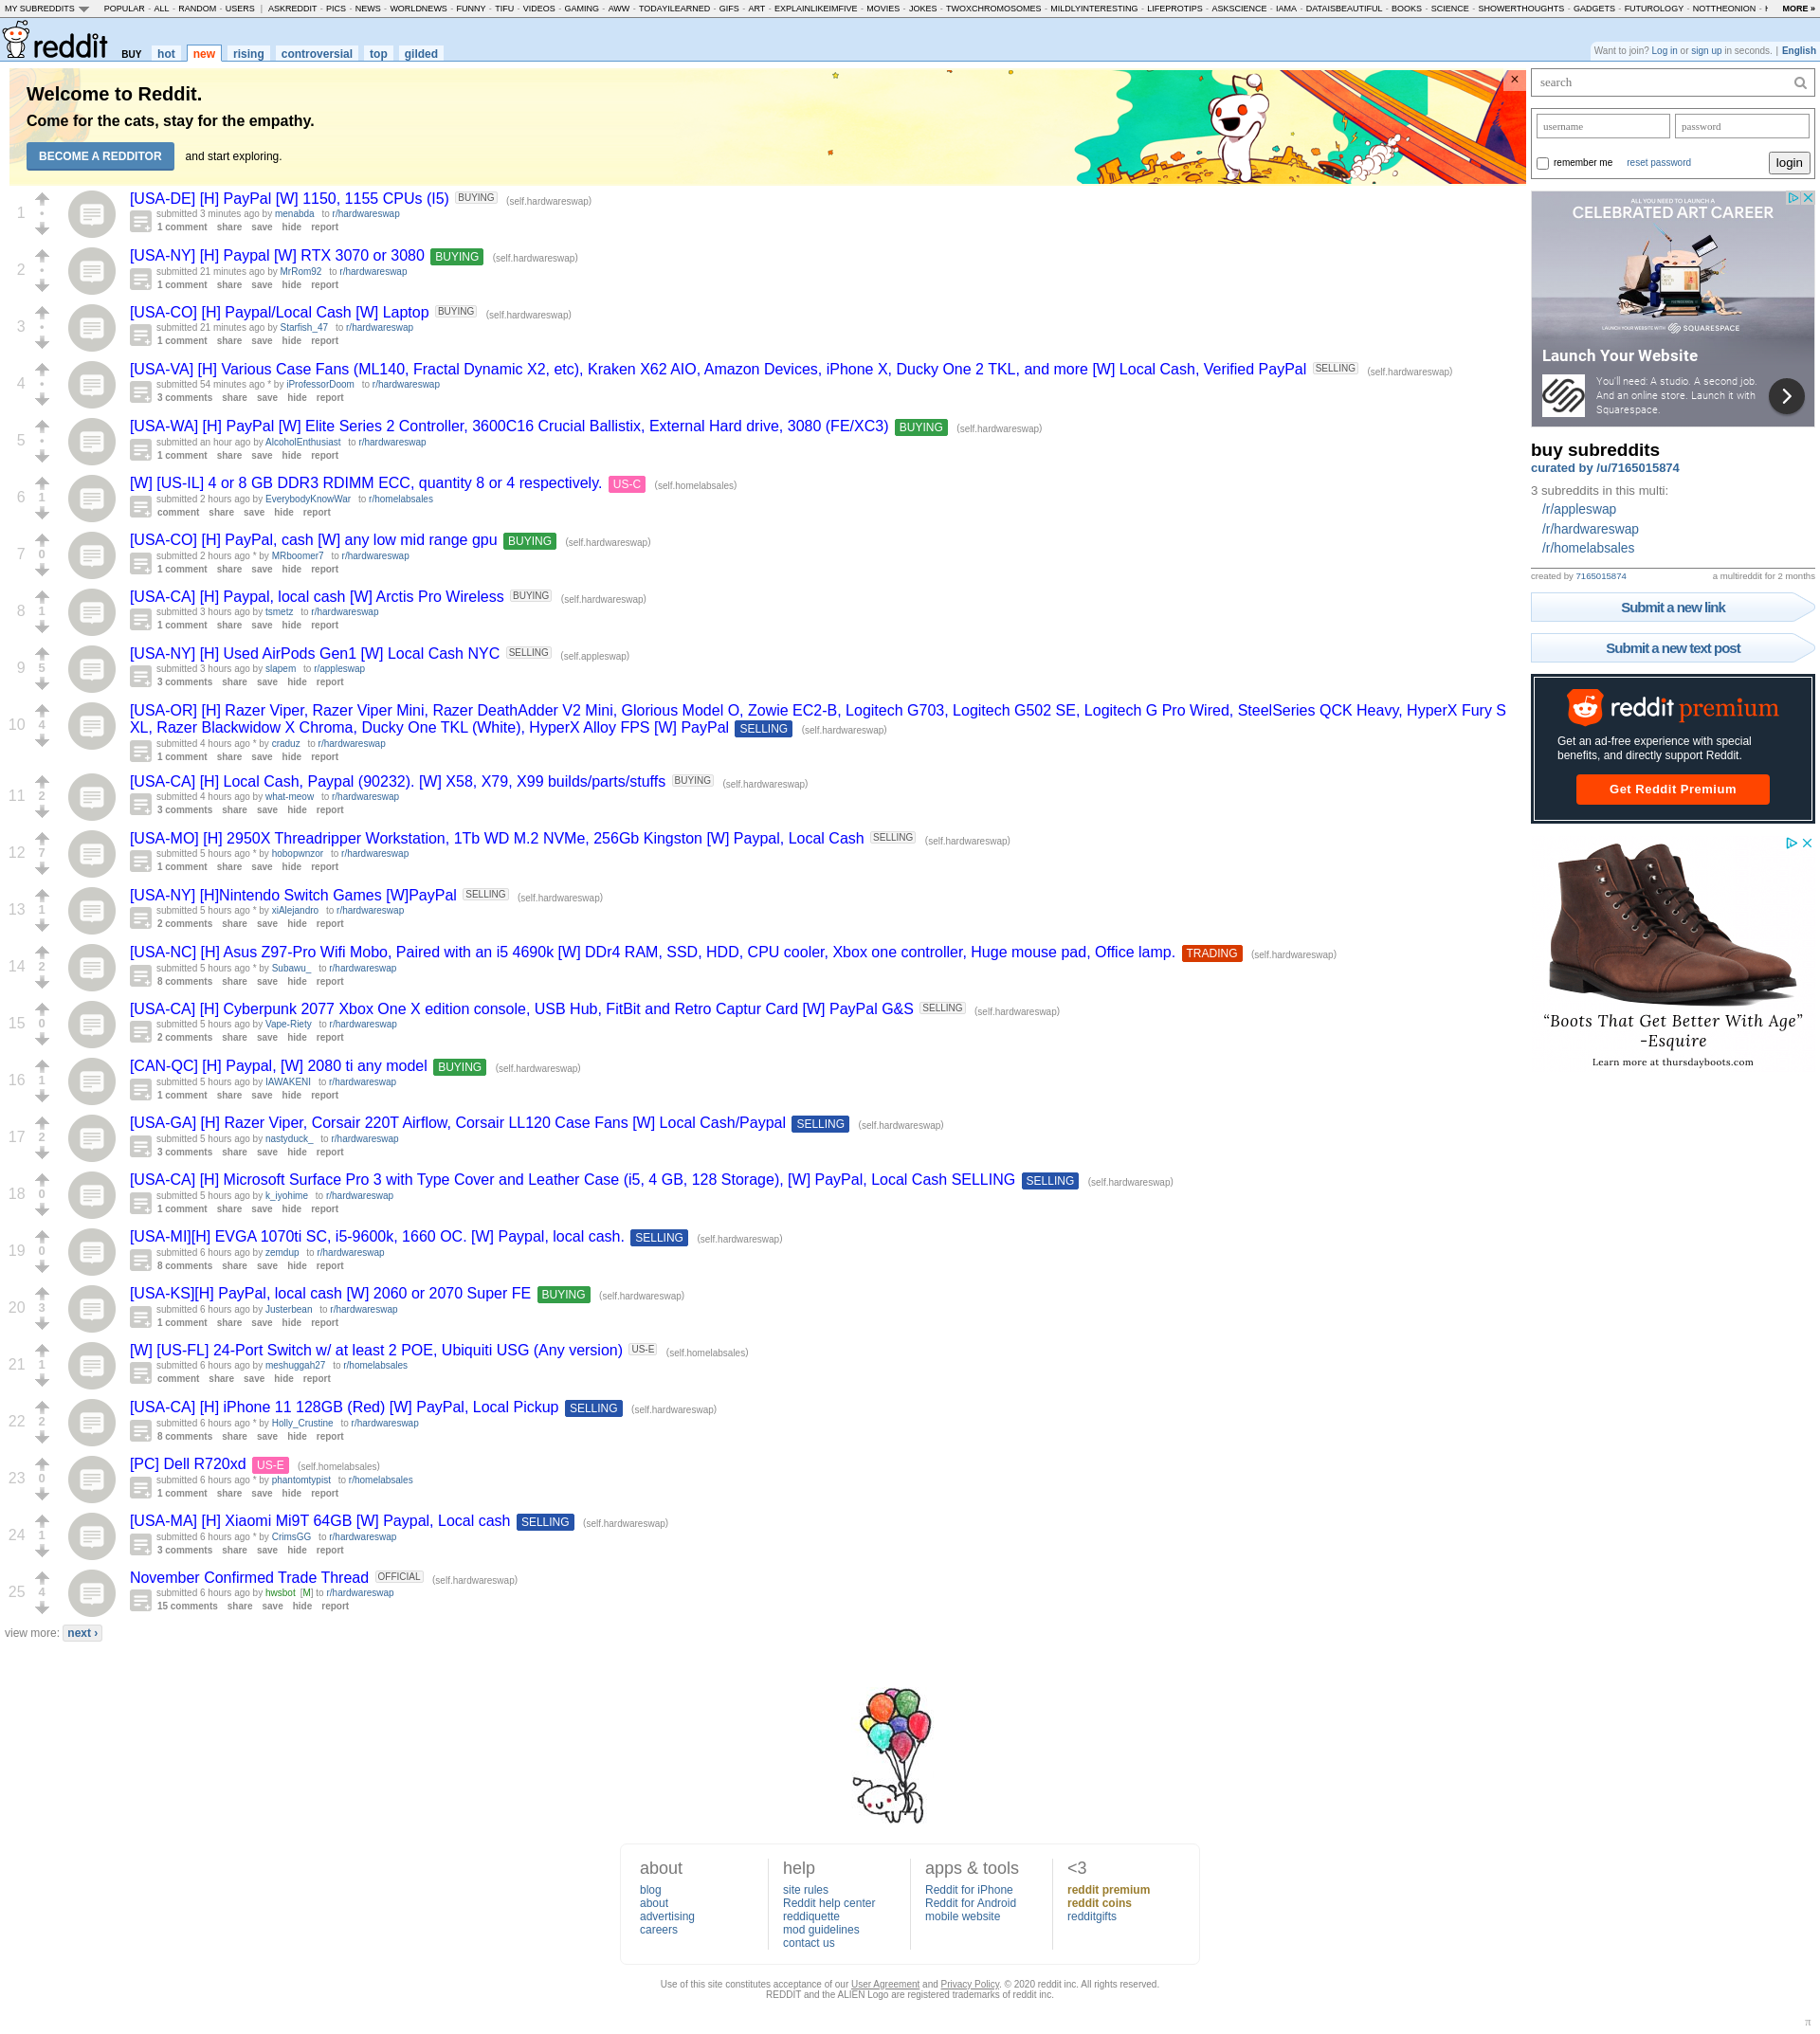 MY SUBREDDITS POPULAR - ALL - RANDOM - USERS | ASKREDDIT - PICS - NEWS - WORLDNEWS - FUNNY - TIFU - VIDEOS - GAMING - AWW - TODAYILEARNED - GIFS - ART - EXPLAINLIKEIMFIVE - MOVIES - JOKES - TWOXCHROMOSOMES - MILDLYINTERESTING - LIFEPROTIPS - ASKSCIENCE - IAMA - DATAISBEAUTIFUL - BOOKS - SCIENCE - SHOWERTHOUGHTS - GADGETS - FUTUROLOGY - NOTTHEONION - MORE »
reddit BUY hot new rising controversial top gilded
Want to join? Log in or sign up in seconds. | English
Welcome to Reddit.
Come for the cats, stay for the empathy.
BECOME A REDDITOR and start exploring.
1 [USA-DE] [H] PayPal [W] 1150, 1155 CPUs (I5) BUYING (self.hardwareswap)
submitted 3 minutes ago by menabda to r/hardwareswap
1 comment share save hide report
2 [USA-NY] [H] Paypal [W] RTX 3070 or 3080 BUYING (self.hardwareswap)
submitted 21 minutes ago by MrRom92 to r/hardwareswap
1 comment share save hide report
3 [USA-CO] [H] Paypal/Local Cash [W] Laptop BUYING (self.hardwareswap)
submitted 21 minutes ago by Starfish_47 to r/hardwareswap
1 comment share save hide report
4 [USA-VA] [H] Various Case Fans (ML140, Fractal Dynamic X2, etc), Kraken X62 AIO, Amazon Devices, iPhone X, Ducky One 2 TKL, and more [W] Local Cash, Verified PayPal SELLING (self.hardwareswap)
submitted 54 minutes ago * by iProfessorDoom to r/hardwareswap
3 comments share save hide report
5 [USA-WA] [H] PayPal [W] Elite Series 2 Controller, 3600C16 Crucial Ballistix, External Hard drive, 3080 (FE/XC3) BUYING (self.hardwareswap)
submitted an hour ago by AlcoholEnthusiast to r/hardwareswap
1 comment share save hide report
6 1 [W] [US-IL] 4 or 8 GB DDR3 RDIMM ECC, quantity 8 or 4 respectively. US-C (self.homelabsales)
submitted 2 hours ago by EverybodyKnowWar to r/homelabsales
comment share save hide report
7 0 [USA-CO] [H] PayPal, cash [W] any low mid range gpu BUYING (self.hardwareswap)
submitted 2 hours ago * by MRboomer7 to r/hardwareswap
1 comment share save hide report
8 1 [USA-CA] [H] Paypal, local cash [W] Arctis Pro Wireless BUYING (self.hardwareswap)
submitted 3 hours ago by tsmetz to r/hardwareswap
1 comment share save hide report
9 5 [USA-NY] [H] Used AirPods Gen1 [W] Local Cash NYC SELLING (self.appleswap)
submitted 3 hours ago by slapem to r/appleswap
3 comments share save hide report
10 4 [USA-OR] [H] Razer Viper, Razer Viper Mini, Razer DeathAdder V2 Mini, Glorious Model O, Zowie EC2-B, Logitech G703, Logitech G502 SE, Logitech G Pro Wired, SteelSeries QCK Heavy, HyperX Fury S
XL, Razer Blackwidow X Chroma, Ducky One TKL (White), HyperX Alloy FPS [W] PayPal SELLING (self.hardwareswap)
submitted 4 hours ago * by craduz to r/hardwareswap
1 comment share save hide report
11 2 [USA-CA] [H] Local Cash, Paypal (90232). [W] X58, X79, X99 builds/parts/stuffs BUYING (self.hardwareswap)
submitted 4 hours ago by what-meow to r/hardwareswap
3 comments share save hide report
12 7 [USA-MO] [H] 2950X Threadripper Workstation, 1Tb WD M.2 NVMe, 256Gb Kingston [W] Paypal, Local Cash SELLING (self.hardwareswap)
submitted 5 hours ago * by hobopwnzor to r/hardwareswap
1 comment share save hide report
13 1 [USA-NY] [H]Nintendo Switch Games [W]PayPal SELLING (self.hardwareswap)
submitted 5 hours ago * by xiAlejandro to r/hardwareswap
2 comments share save hide report
14 2 [USA-NC] [H] Asus Z97-Pro Wifi Mobo, Paired with an i5 4690k [W] DDr4 RAM, SSD, HDD, CPU cooler, Xbox one controller, Huge mouse pad, Office lamp. TRADING (self.hardwareswap)
submitted 5 hours ago * by Subawu_ to r/hardwareswap
8 comments share save hide report
15 0 [USA-CA] [H] Cyberpunk 2077 Xbox One X edition console, USB Hub, FitBit and Retro Captur Card [W] PayPal G&S SELLING (self.hardwareswap)
submitted 5 hours ago by Vape-Riety to r/hardwareswap
2 comments share save hide report
16 1 [CAN-QC] [H] Paypal, [W] 2080 ti any model BUYING (self.hardwareswap)
submitted 5 hours ago by IAWAKENI to r/hardwareswap
1 comment share save hide report
17 2 [USA-GA] [H] Razer Viper, Corsair 220T Airflow, Corsair LL120 Case Fans [W] Local Cash/Paypal SELLING (self.hardwareswap)
submitted 5 hours ago by nastyduck_ to r/hardwareswap
3 comments share save hide report
18 0 [USA-CA] [H] Microsoft Surface Pro 3 with Type Cover and Leather Case (i5, 4 GB, 128 Storage), [W] PayPal, Local Cash SELLING SELLING (self.hardwareswap)
submitted 5 hours ago by k_iyohime to r/hardwareswap
1 comment share save hide report
19 0 [USA-MI][H] EVGA 1070ti SC, i5-9600k, 1660 OC. [W] Paypal, local cash. SELLING (self.hardwareswap)
submitted 6 hours ago by zemdup to r/hardwareswap
8 comments share save hide report
20 3 [USA-KS][H] PayPal, local cash [W] 2060 or 2070 Super FE BUYING (self.hardwareswap)
submitted 6 hours ago by Justerbean to r/hardwareswap
1 comment share save hide report
21 1 [W] [US-FL] 24-Port Switch w/ at least 2 POE, Ubiquiti USG (Any version) US-E (self.homelabsales)
submitted 6 hours ago by meshuggah27 to r/homelabsales
comment share save hide report
22 2 [USA-CA] [H] iPhone 11 128GB (Red) [W] PayPal, Local Pickup SELLING (self.hardwareswap)
submitted 6 hours ago * by Holly_Crustine to r/hardwareswap
8 comments share save hide report
23 0 [PC] Dell R720xd US-E (self.homelabsales)
submitted 6 hours ago * by phantomtypist to r/homelabsales
1 comment share save hide report
24 1 [USA-MA] [H] Xiaomi Mi9T 64GB [W] Paypal, Local cash SELLING (self.hardwareswap)
submitted 6 hours ago * by CrimsGG to r/hardwareswap
3 comments share save hide report
25 4 November Confirmed Trade Thread OFFICIAL (self.hardwareswap)
submitted 6 hours ago by hwsbot [M] to r/hardwareswap
15 comments share save hide report
view more: next ›
search
username password
remember me reset password login
ALL YOU NEED TO LAUNCH A
CELEBRATED ART CAREER
LAUNCH YOUR WEBSITE WITH SQUARESPACE
Launch Your Website
You'll need: A studio. A second job.
And an online store. Launch it with
Squarespace.
buy subreddits
curated by /u/7165015874
3 subreddits in this multi:
/r/appleswap
/r/hardwareswap
/r/homelabsales
created by 7165015874 a multireddit for 2 months
Submit a new link
Submit a new text post
reddit premium
Get an ad-free experience with special
benefits, and directly support Reddit.
Get Reddit Premium
“Boots That Get Better With Age”
-Esquire
Learn more at thursdayboots.com
about
blog
about
advertising
careers
help
site rules
Reddit help center
reddiquette
mod guidelines
contact us
apps & tools
Reddit for iPhone
Reddit for Android
mobile website
<3
reddit premium
reddit coins
redditgifts
Use of this site constitutes acceptance of our User Agreement and Privacy Policy. © 2020 reddit inc. All rights reserved.
REDDIT and the ALIEN Logo are registered trademarks of reddit inc.
π